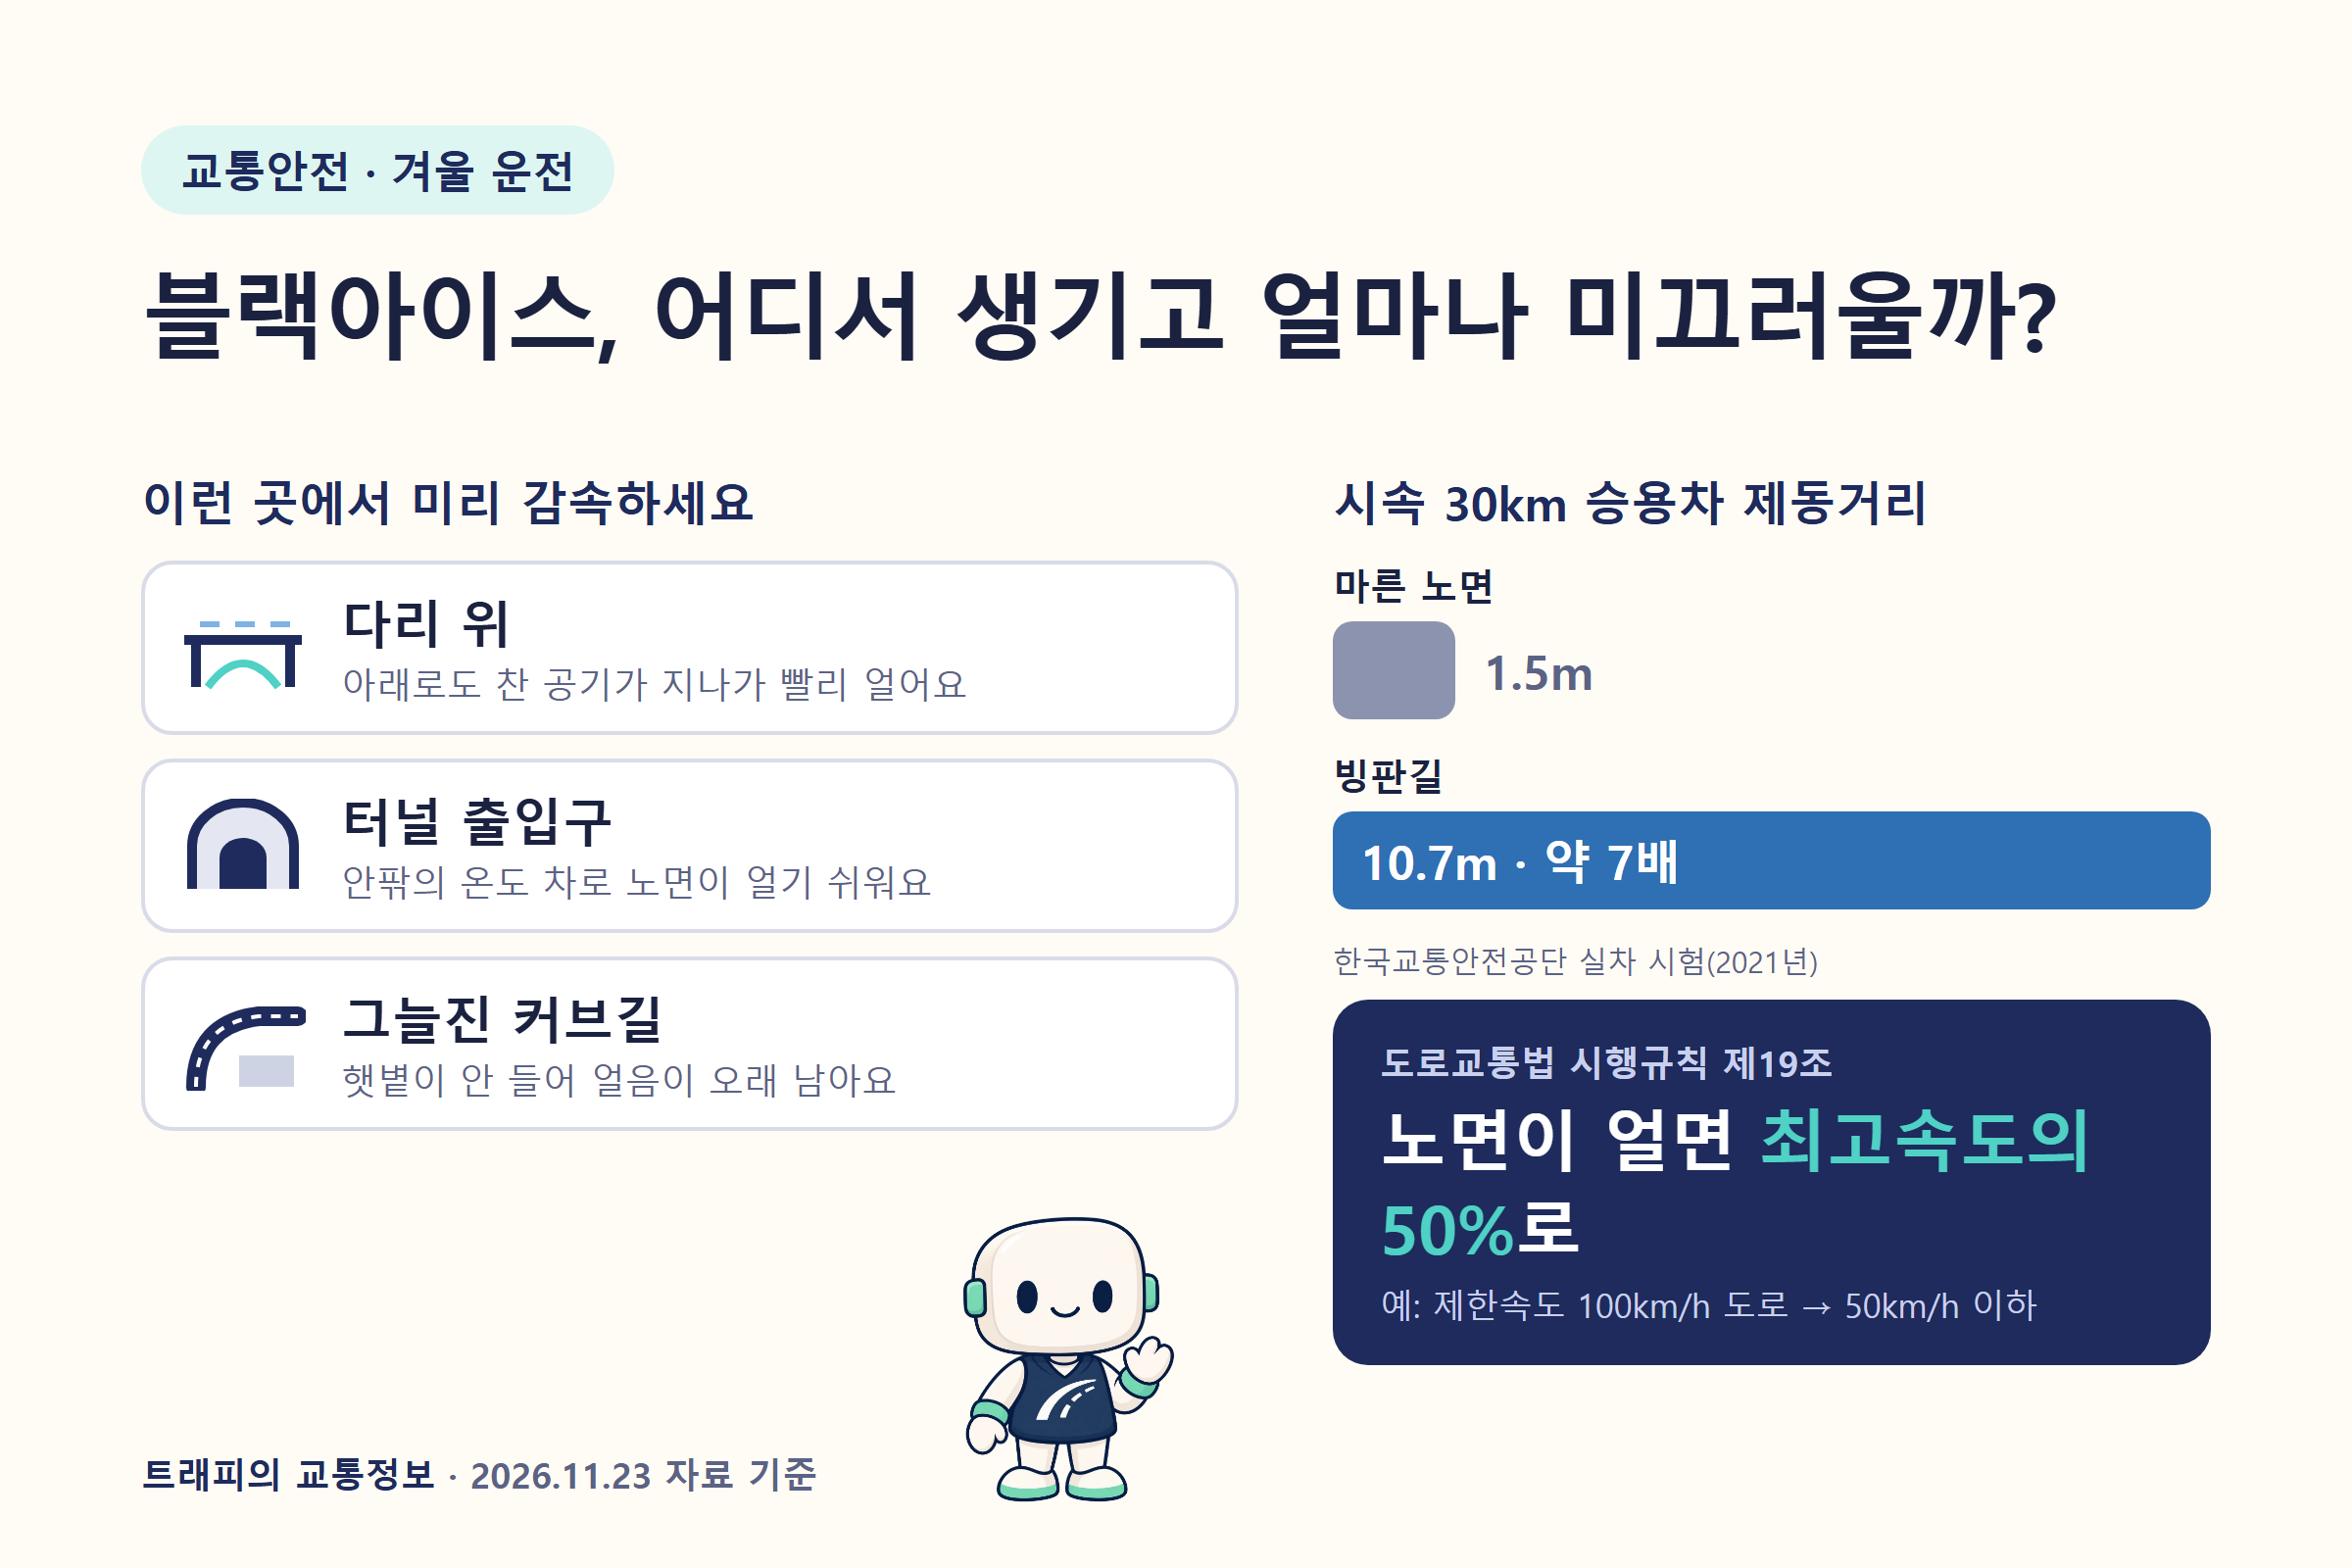 교통안전 · 겨울 운전
블랙아이스, 어디서 생기고 얼마나 미끄러울까?
이런 곳에서 미리 감속하세요
다리 위
아래로도 찬 공기가 지나가 빨리 얼어요
터널 출입구
안팎의 온도 차로 노면이 얼기 쉬워요
그늘진 커브길
햇볕이 안 들어 얼음이 오래 남아요
시속 30km 승용차 제동거리
마른 노면
1.5m
빙판길
10.7m · 약 7배
한국교통안전공단 실차 시험(2021년)
도로교통법 시행규칙 제19조
노면이 얼면 최고속도의
50%로
예: 제한속도 100km/h 도로 → 50km/h 이하
트래피의 교통정보 · 2026.11.23 자료 기준